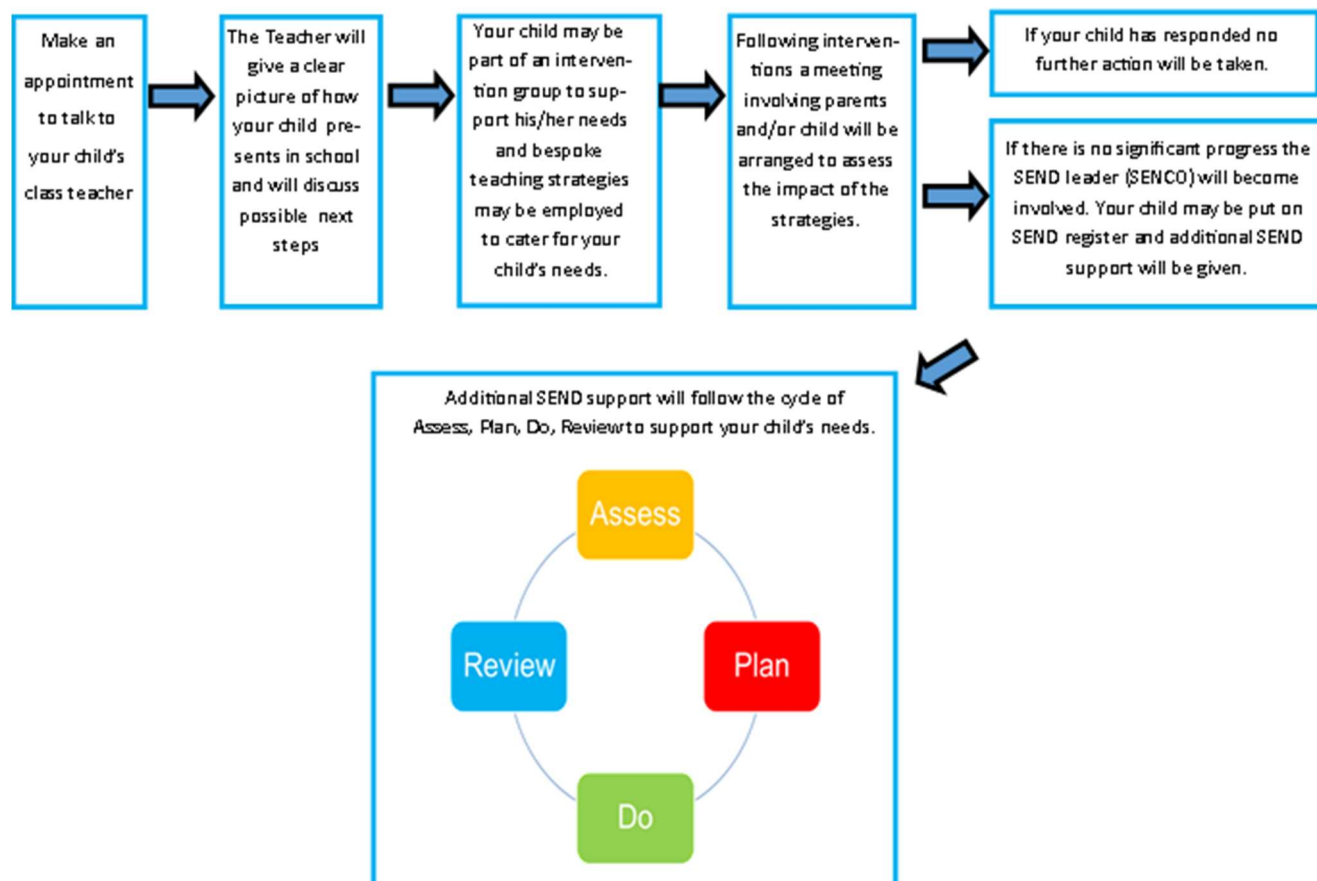 Make an
appointment
to talk to
your child's
class teacher
The Teacher will
give a clear
picture of how
your child pre-
sents in school
and will discuss
possible next
steps
Your child may be
part of an interven-
tion group to sup-
port his/her needs
and bespoke
teaching strategies
may be employed
to cater for your
child's needs.
Following interven-
tions a meeting
involving parents
and/or child will be
arranged to assess
the impact of the
strategies.
If your child has responded no
further action will be taken.
If there is no significant progress the
SEND leader (SENCO) will become
involved. Your child may be put on
SEND register and additional SEND
support will be given.
Additional SEND support will follow the cycle of
Assess, Plan, Do, Review to support your child's needs.
Assess
Plan
Do
Review